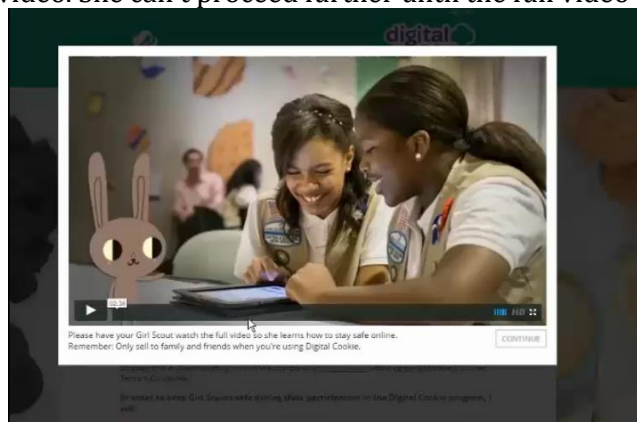 video. She can't proceed further until the full video
digital
02:36
HD
Please have your Girl Scout watch the full video so she learns how to stay safe online.
Remember: Only sell to family and friends when you're using Digital Cookie.
CONTINUE
In order to keep Girl Scouts safe during their participation in the Digital Cookie program, I